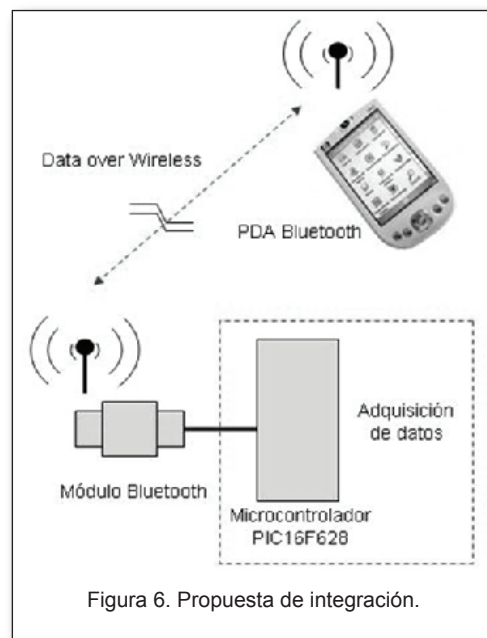 Data over Wireless
PDA Bluetooth
Adquisición
de datos
Módulo Bluetooth
Microcontrolador
PIC16F628
Figura 6. Propuesta de integración.